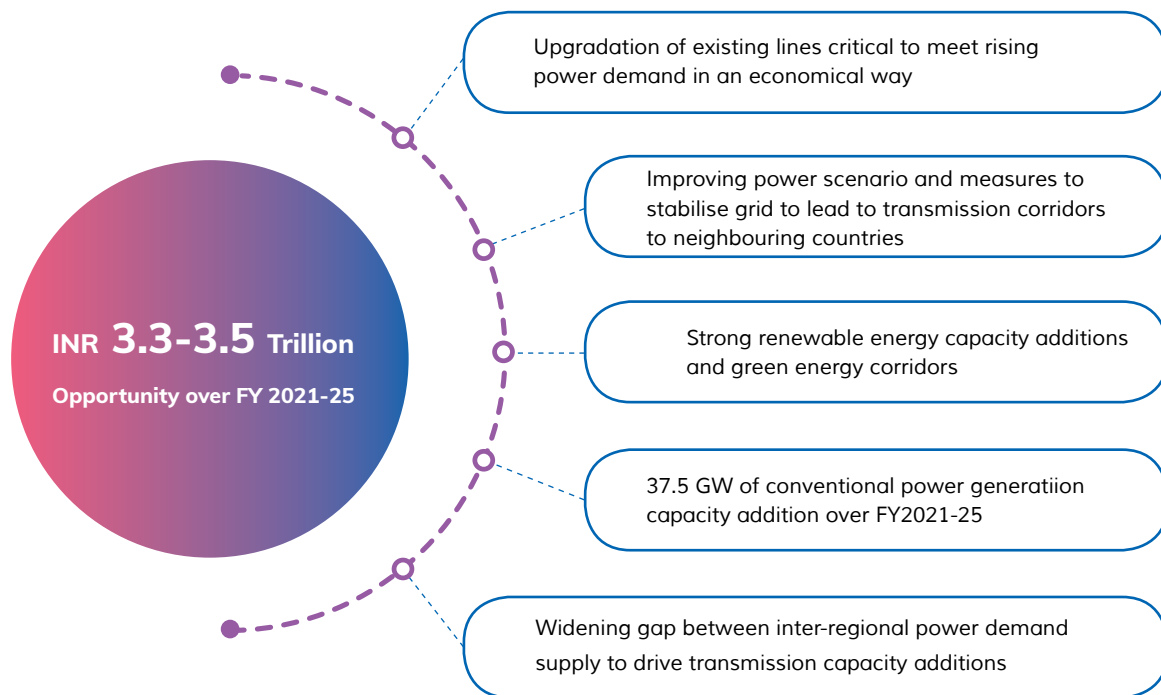 Upgradation of existing lines critical to meet rising
power demand in an economical way
Improving power scenario and measures to
stabilise grid to lead to transmission corridors
to neighbouring countries
INR 3.3-3.5 Trillion
Opportunity over FY 2021-25
Strong renewable energy capacity additions
and green energy corridors
37.5 GW of conventional power generatiion
capacity addition over FY2021-25
Widening gap between inter-regional power demand
supply to drive transmission capacity additions